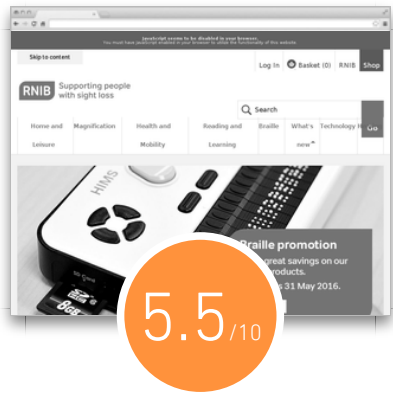 Javascript seems to be disabled in your browser.
You must have JavaScript enabled in your browser to utilize the functionality of this website.
Skip to content
Log In Basket (0) RNIB Shop
RNIB Supporting people
with sight loss
Search
Go
Home and Leisure
Magnification
Health and Mobility
Reading and Learning
Braille
What's new
Technology H
HIMS
SD Card
HC
8GB
Braille promotion
great savings on our
products.
s 31 May 2016.
5.5/10